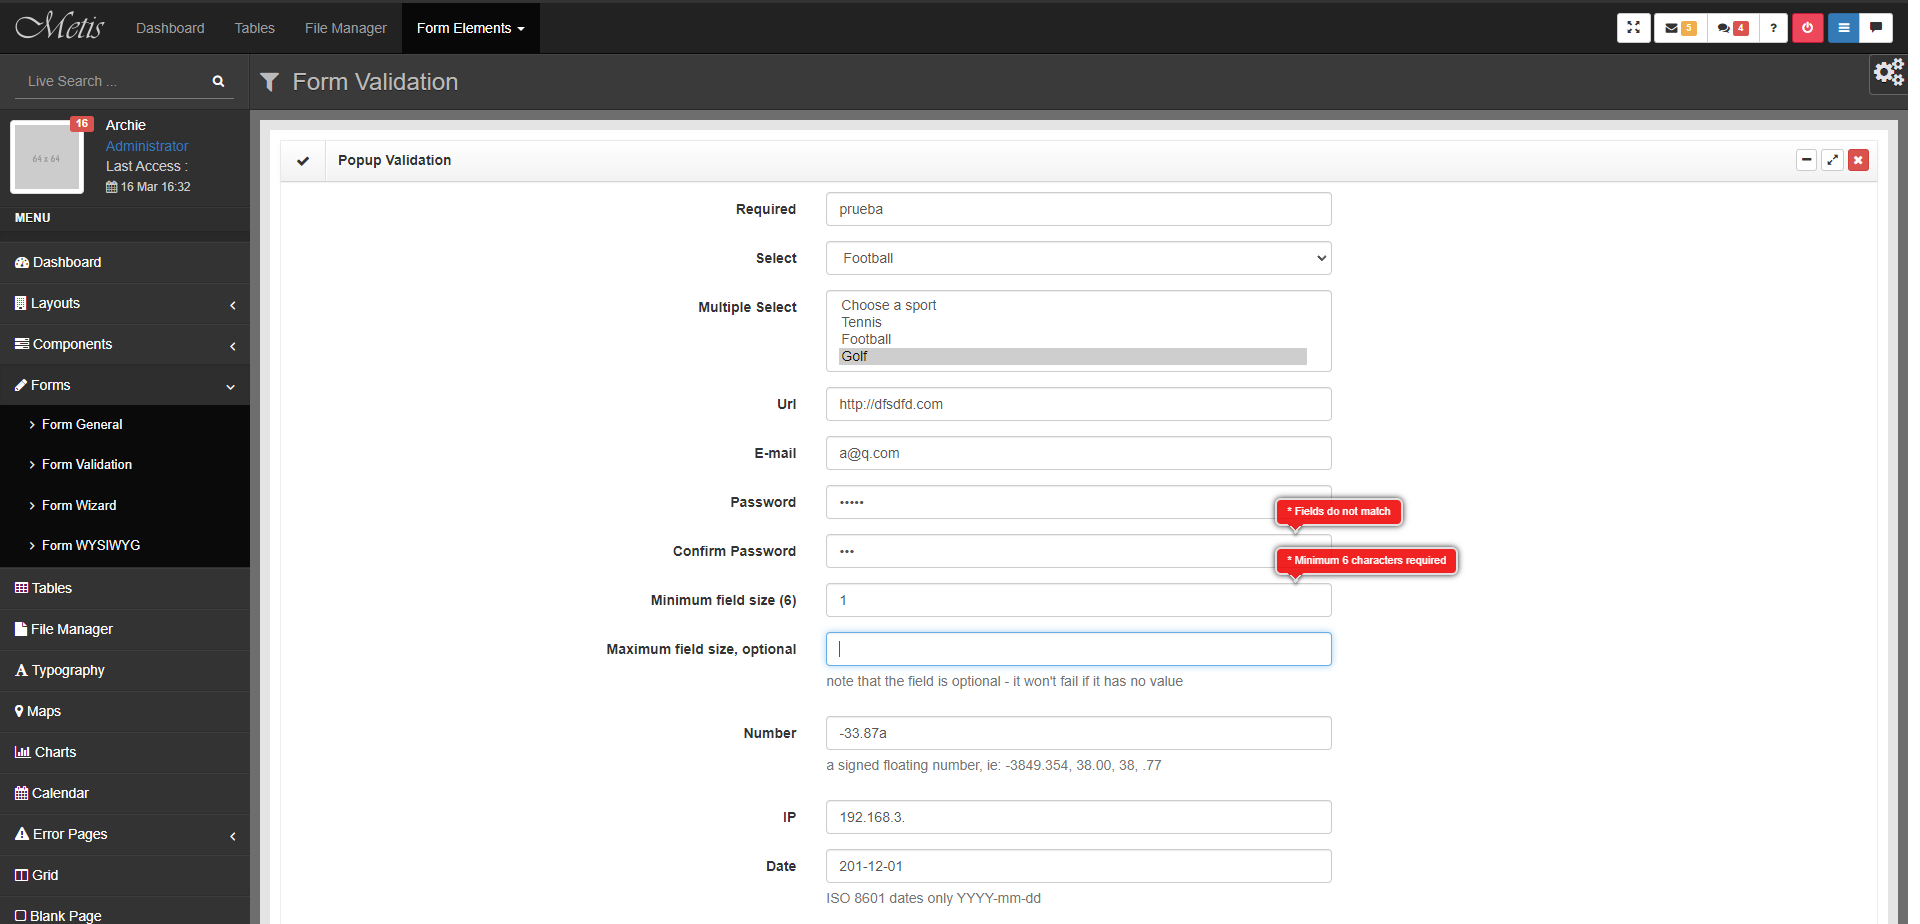 Metis
Dashboard
Tables
File Manager
Form Elements
5
4
?
Live Search ...
Form Validation
16
64 x 64
Archie
Administrator
Last Access :
16 Mar 16:32
MENU
Dashboard
Layouts
Components
Forms
Form General
Form Validation
Form Wizard
Form WYSIWYG
Tables
File Manager
Typography
Maps
Charts
Calendar
Error Pages
Grid
Blank Page
Popup Validation
Required
prueba
Select
Football
Multiple Select
Choose a sport
Tennis
Football
Golf
Url
http://dfsdfd.com
E-mail
a@q.com
Password
•••••
* Fields do not match
Confirm Password
•••
* Minimum 6 characters required
Minimum field size (6)
1
Maximum field size, optional
note that the field is optional - it won't fail if it has no value
Number
-33.87a
a signed floating number, ie: -3849.354, 38.00, 38, .77
IP
192.168.3.
Date
201-12-01
ISO 8601 dates only YYYY-mm-dd